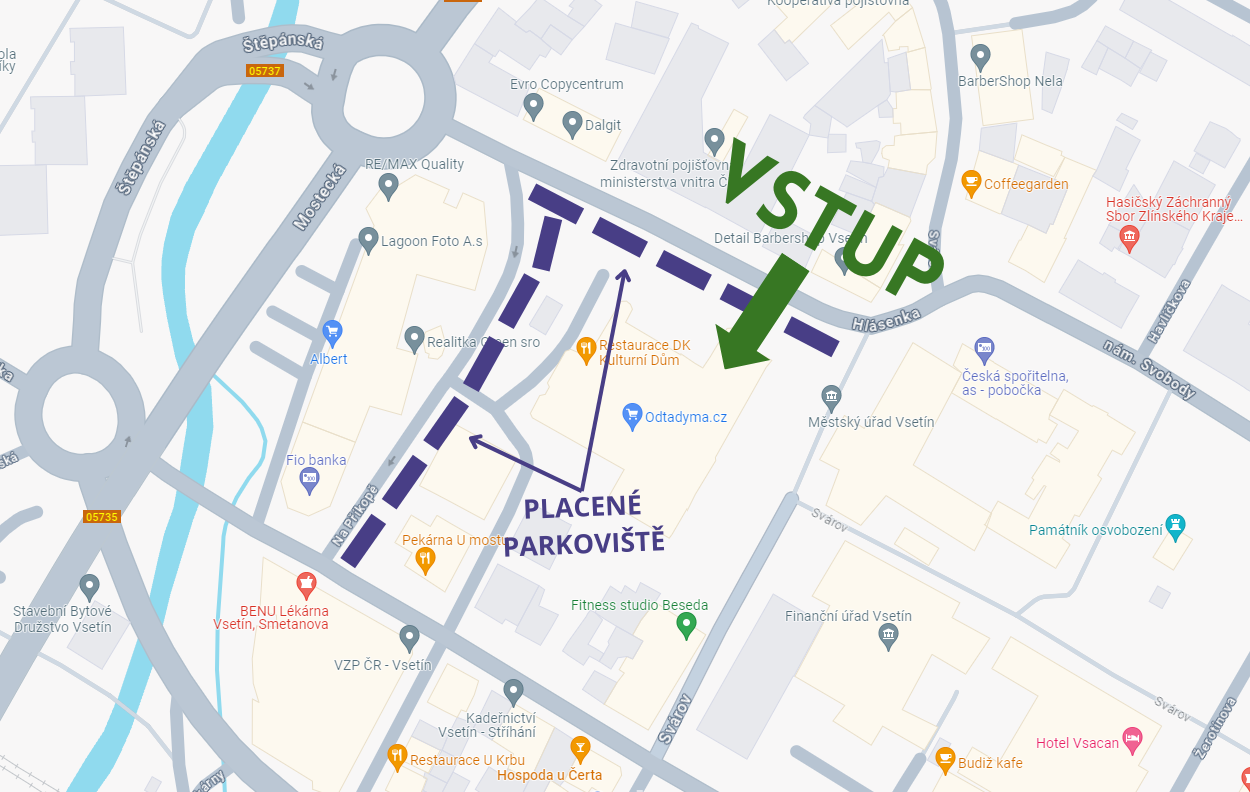 Kooperativa pojišťovna
Štěpánská
05737
BarberShop Nela
Evro Copycentrum
Dalgit
Štěpánská
Mostecká
RE/MAX Quality
Zdravotní
ministerstva vnitra
VSTUP
Coffeegarden
Hasičský Záchranný
Sbor Zlínského Kraje...
Lagoon Foto A.s
Detail Barbershop Vsetín
Havlíčkova
Hlásenka
Albert
Realitka Green sro
Restaurace DK
Kulturní Dům
nám. Svobody
Česká spořitelna,
as - pobočka
Odtadyma.cz
Městský úřad Vsetín
Fio banka
Na Příkopě
PLACENÉ
PARKOVIŠTĚ
05735
Svárov
Památník osvobození
Pekárna U mostu
BENU Lékárna
Vsetín, Smetanova
Stavební Bytové
Družstvo Vsetín
Fitness studio Beseda
Finanční úřad Vsetín
VZP ČR - Vsetín
Kadeřnictví
Vsetín - Stříhání
Svárov
Svárov
Žerotínova
Hotel Vsacan
Restaurace U Krbu
Hospoda u Čerta
Budiž kafe